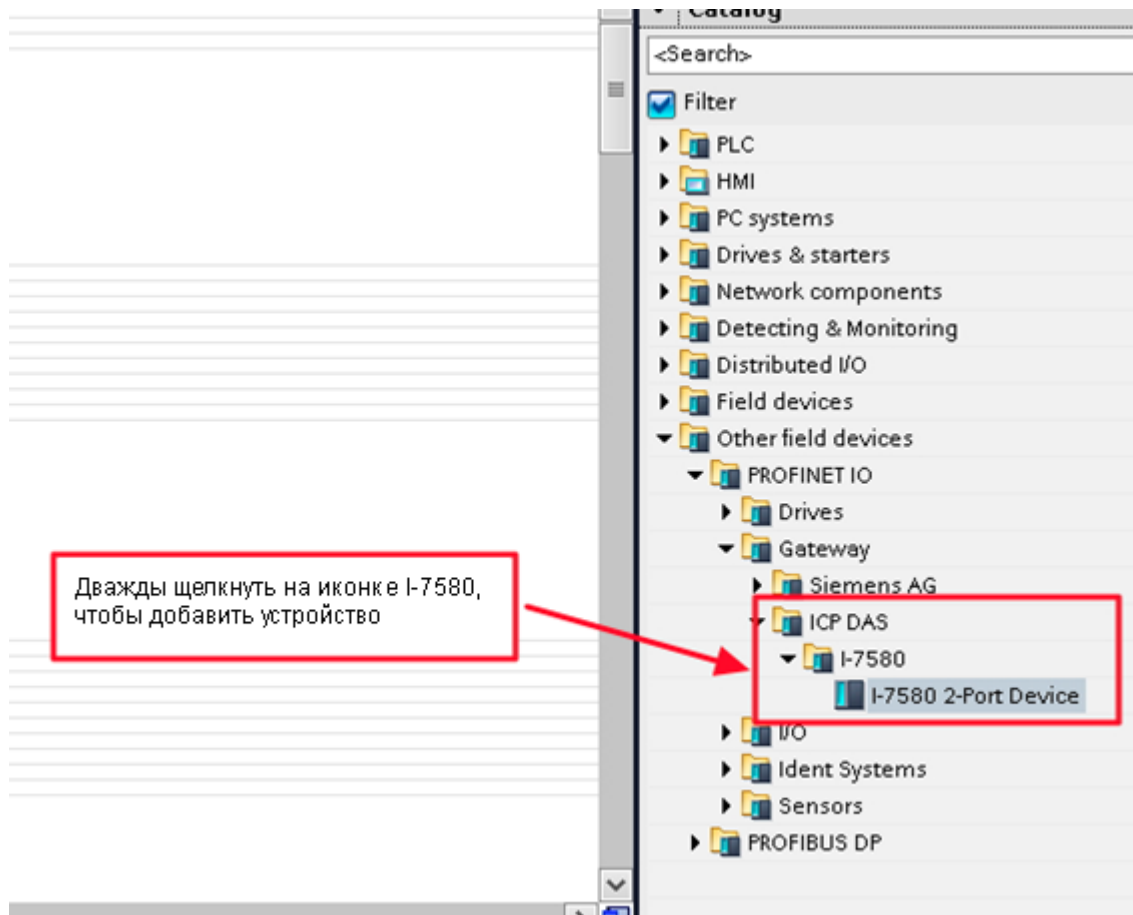 Catalog
<Search>
Filter
PLC
HMI
PC systems
Drives & starters
Network components
Detecting & Monitoring
Distributed I/O
Field devices
Other field devices
PROFINET IO
Drives
Gateway
Siemens AG
ICP DAS
I-7580
I-7580 2-Port Device
I/O
Ident Systems
Sensors
PROFIBUS DP
Дважды щелкнуть на иконке I-7580,
чтобы добавить устройство